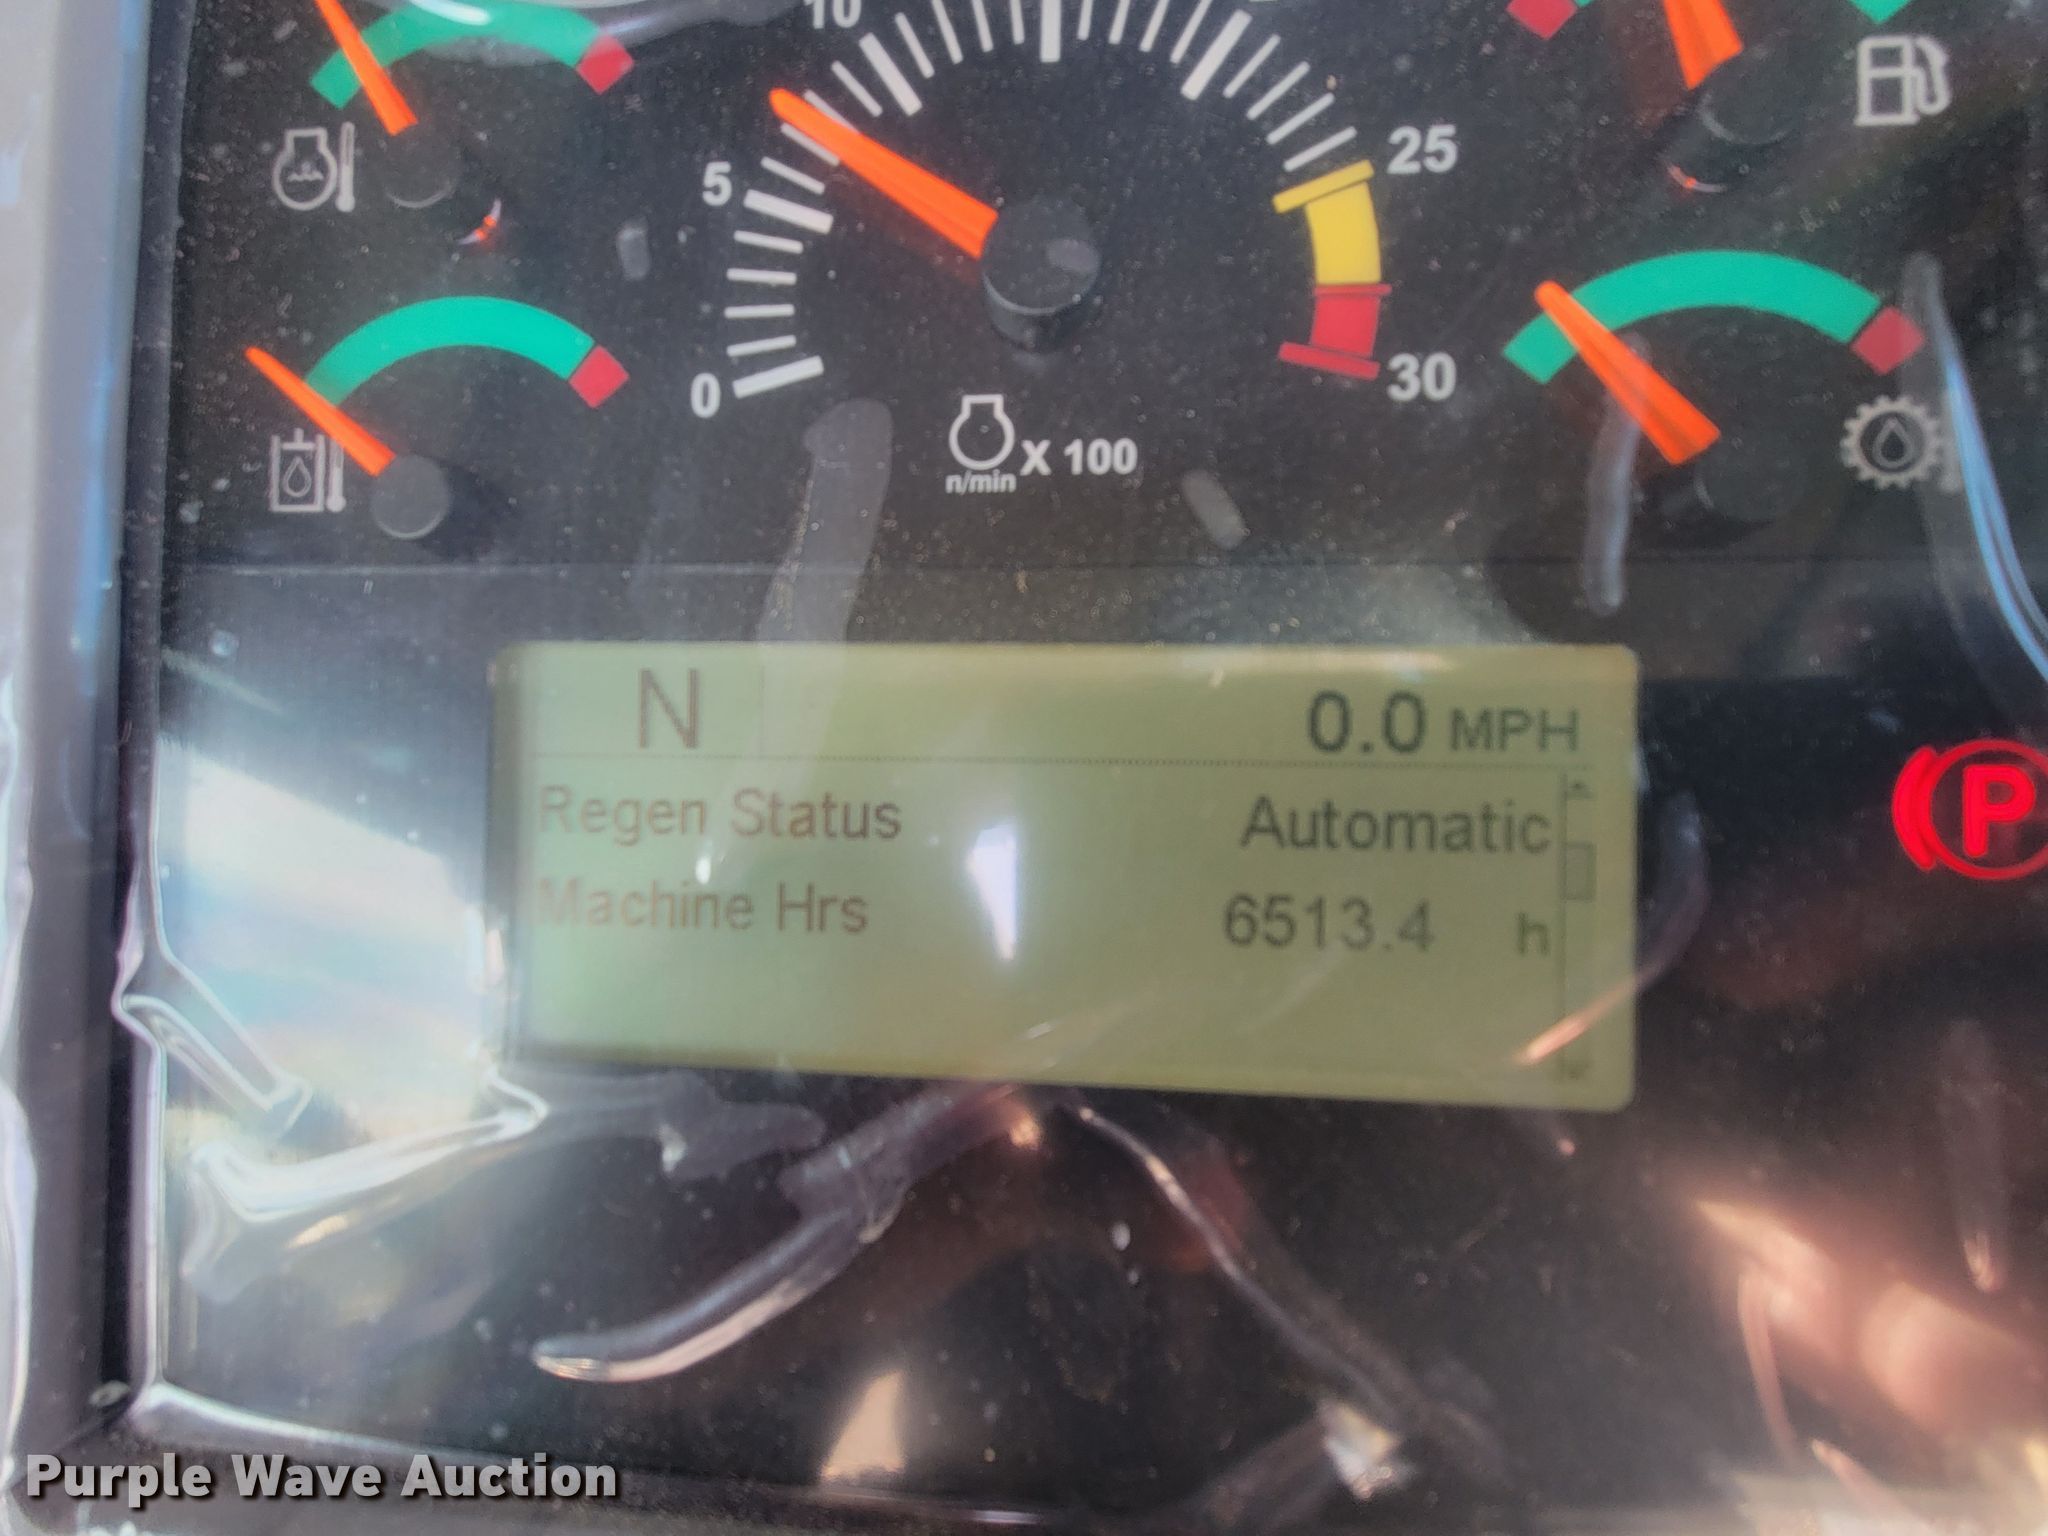 10
5
25
0
30
X 100
n/min
N
0.0 MPH
Regen Status Automatic
Machine Hrs 6513.4 h
P
Purple Wave Auction